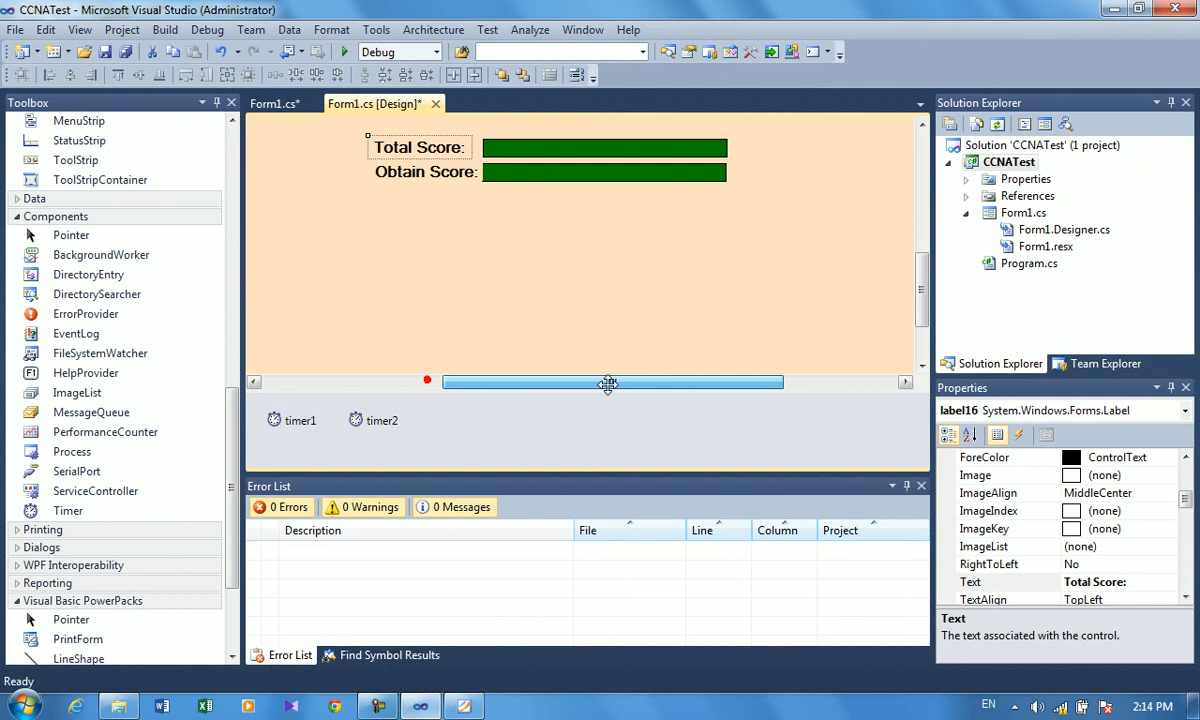 CCNATest - Microsoft Visual Studio (Administrator)
File Edit View Project Build Debug Team Data Format Tools Architecture Test Analyze Window Help
Debug
Toolbox
MenuStrip
StatusStrip
ToolStrip
ToolStripContainer
Data
Components
Pointer
BackgroundWorker
DirectoryEntry
DirectorySearcher
ErrorProvider
EventLog
FileSystemWatcher
HelpProvider
ImageList
MessageQueue
PerformanceCounter
Process
SerialPort
ServiceController
Timer
Printing
Dialogs
WPF Interoperability
Reporting
Visual Basic PowerPacks
Pointer
PrintForm
LineShape
Form1.cs* Form1.cs [Design]*
Total Score:
Obtain Score:
timer1 timer2
Error List
0 Errors 0 Warnings 0 Messages
Description File Line Column Project
Error List Find Symbol Results
Solution Explorer
Solution 'CCNATest' (1 project)
CCNATest
Properties
References
Form1.cs
Form1.Designer.cs
Form1.resx
Program.cs
Solution Explorer Team Explorer
Properties
label16 System.Windows.Forms.Label
ForeColor ControlText
Image (none)
ImageAlign MiddleCenter
ImageIndex (none)
ImageKey (none)
ImageList (none)
RightToLeft No
Text Total Score:
TextAlign TopLeft
Text
The text associated with the control.
Ready
EN 2:14 PM